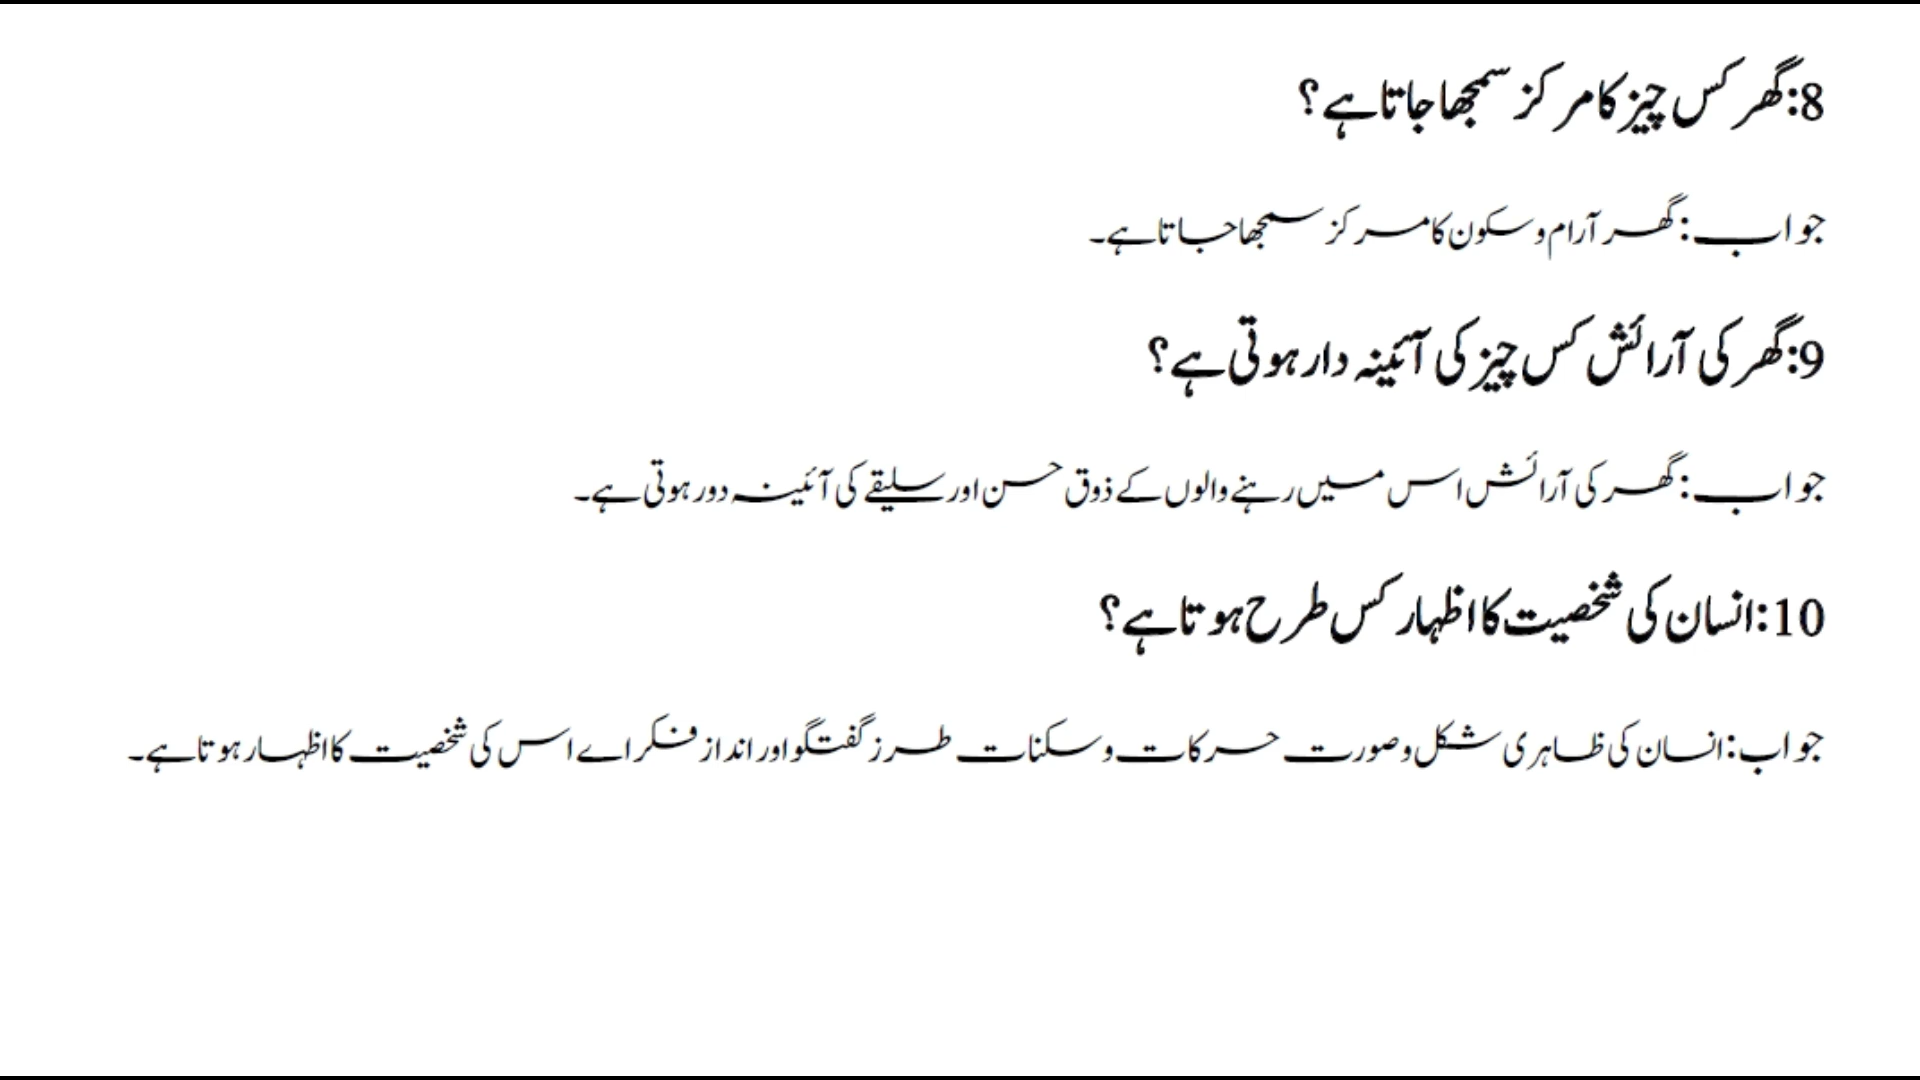 8:گھر کس چیز کا مرکز سمجھا جاتا ہے؟
جواب: گھر آرام و سکون کا مرکز سمجھا جاتا ہے۔
9:گھر کی آرائش کس چیز کی آئینہ دار ہوتی ہے؟
جواب: گھر کی آرائش اس میں رہنے والوں کے ذوق حسن اور سلیقے کی آئینہ دور ہوتی ہے۔
10:انسان کی شخصیت کا اظہار کس طرح ہوتا ہے؟
جواب: انسان کی ظاہری شکل و صورت حرکات و سکنات طرز گفتگو اور انداز فکر اے اس کی شخصیت کا اظہار ہوتا ہے۔